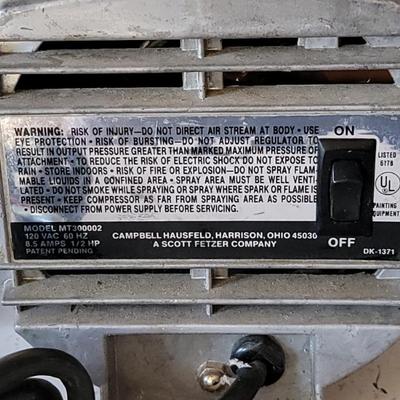 WARNING: RISK OF INJURY—DO NOT DIRECT AIR STREAM AT BODY • USE
EYE PROTECTION • RISK OF BURSTING—DO NOT ADJUST REGULATOR TO
RESULT IN OUTPUT PRESSURE GREATER THAN MARKED MAXIMUM PRESSURE OF
ATTACHMENT • TO REDUCE THE RISK OF ELECTRIC SHOCK DO NOT EXPOSE TO
RAIN • STORE INDOORS • RISK OF FIRE OR EXPLOSION—DO NOT SPRAY FLAM-
MABLE LIQUIDS IN A CONFINED AREA • SPRAY AREA MUST BE WELL VENTI-
LATED • DO NOT SMOKE WHILE SPRAYING OR SPRAY WHERE SPARK OR FLAME IS
PRESENT • KEEP COMPRESSOR AS FAR FROM SPRAYING AREA AS POSSIBLE
• DISCONNECT FROM POWER SUPPLY BEFORE SERVICING.
MODEL MT300002
120 VAC 60 HZ
8.5 AMPS 1/2 HP
PATENT PENDING
CAMPBELL HAUSFELD, HARRISON, OHIO 45030
A SCOTT FETZER COMPANY
ON
OFF
LISTED
617B
UL
PAINTING
EQUIPMENT
DK-1371